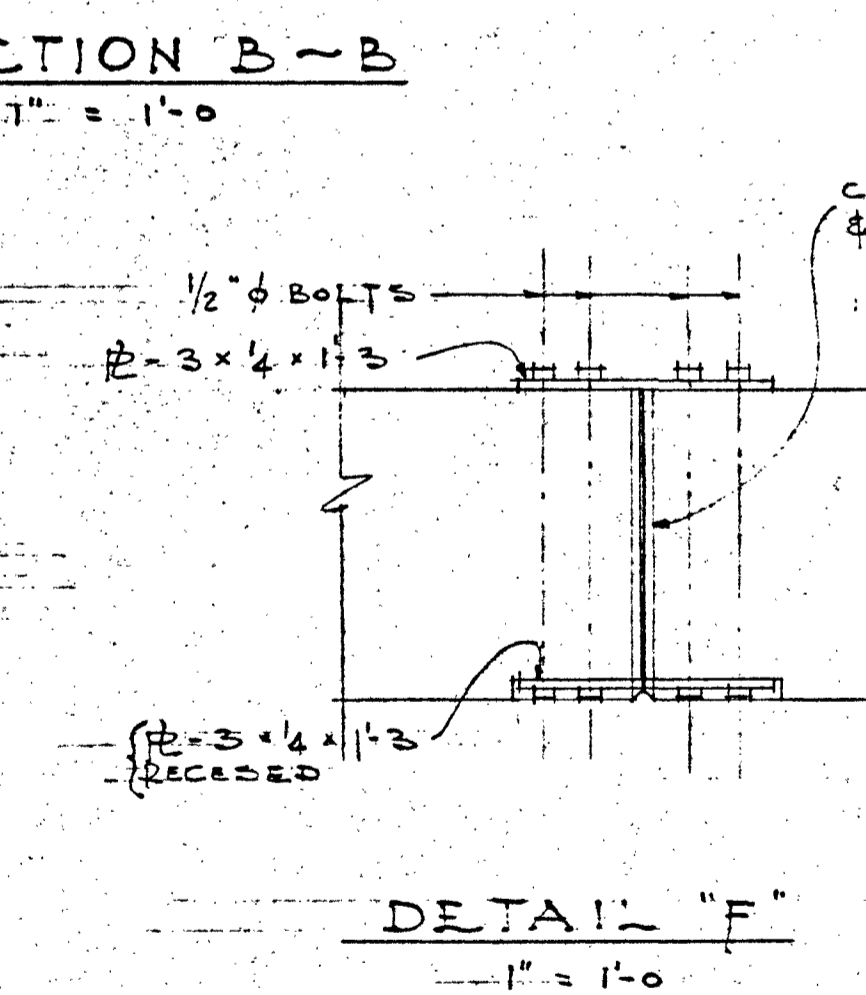 CTION B~B
1" = 1'-0
C
&
1/2" φ BOLTS
PL - 3 × 1/4 × 1'-3
{PL - 3 × 1/4 × 1'-3
RECESED
DETAIL "F"
1" = 1'-0